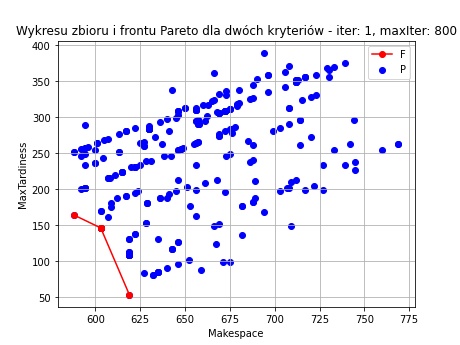 Wykresu zbioru i frontu Pareto dla dwóch kryteriów - iter: 1, maxIter: 800
F
P
400
350
300
250
200
150
100
50
MaxTardiness
600 625 650 675 700 725 750 775
Makespace